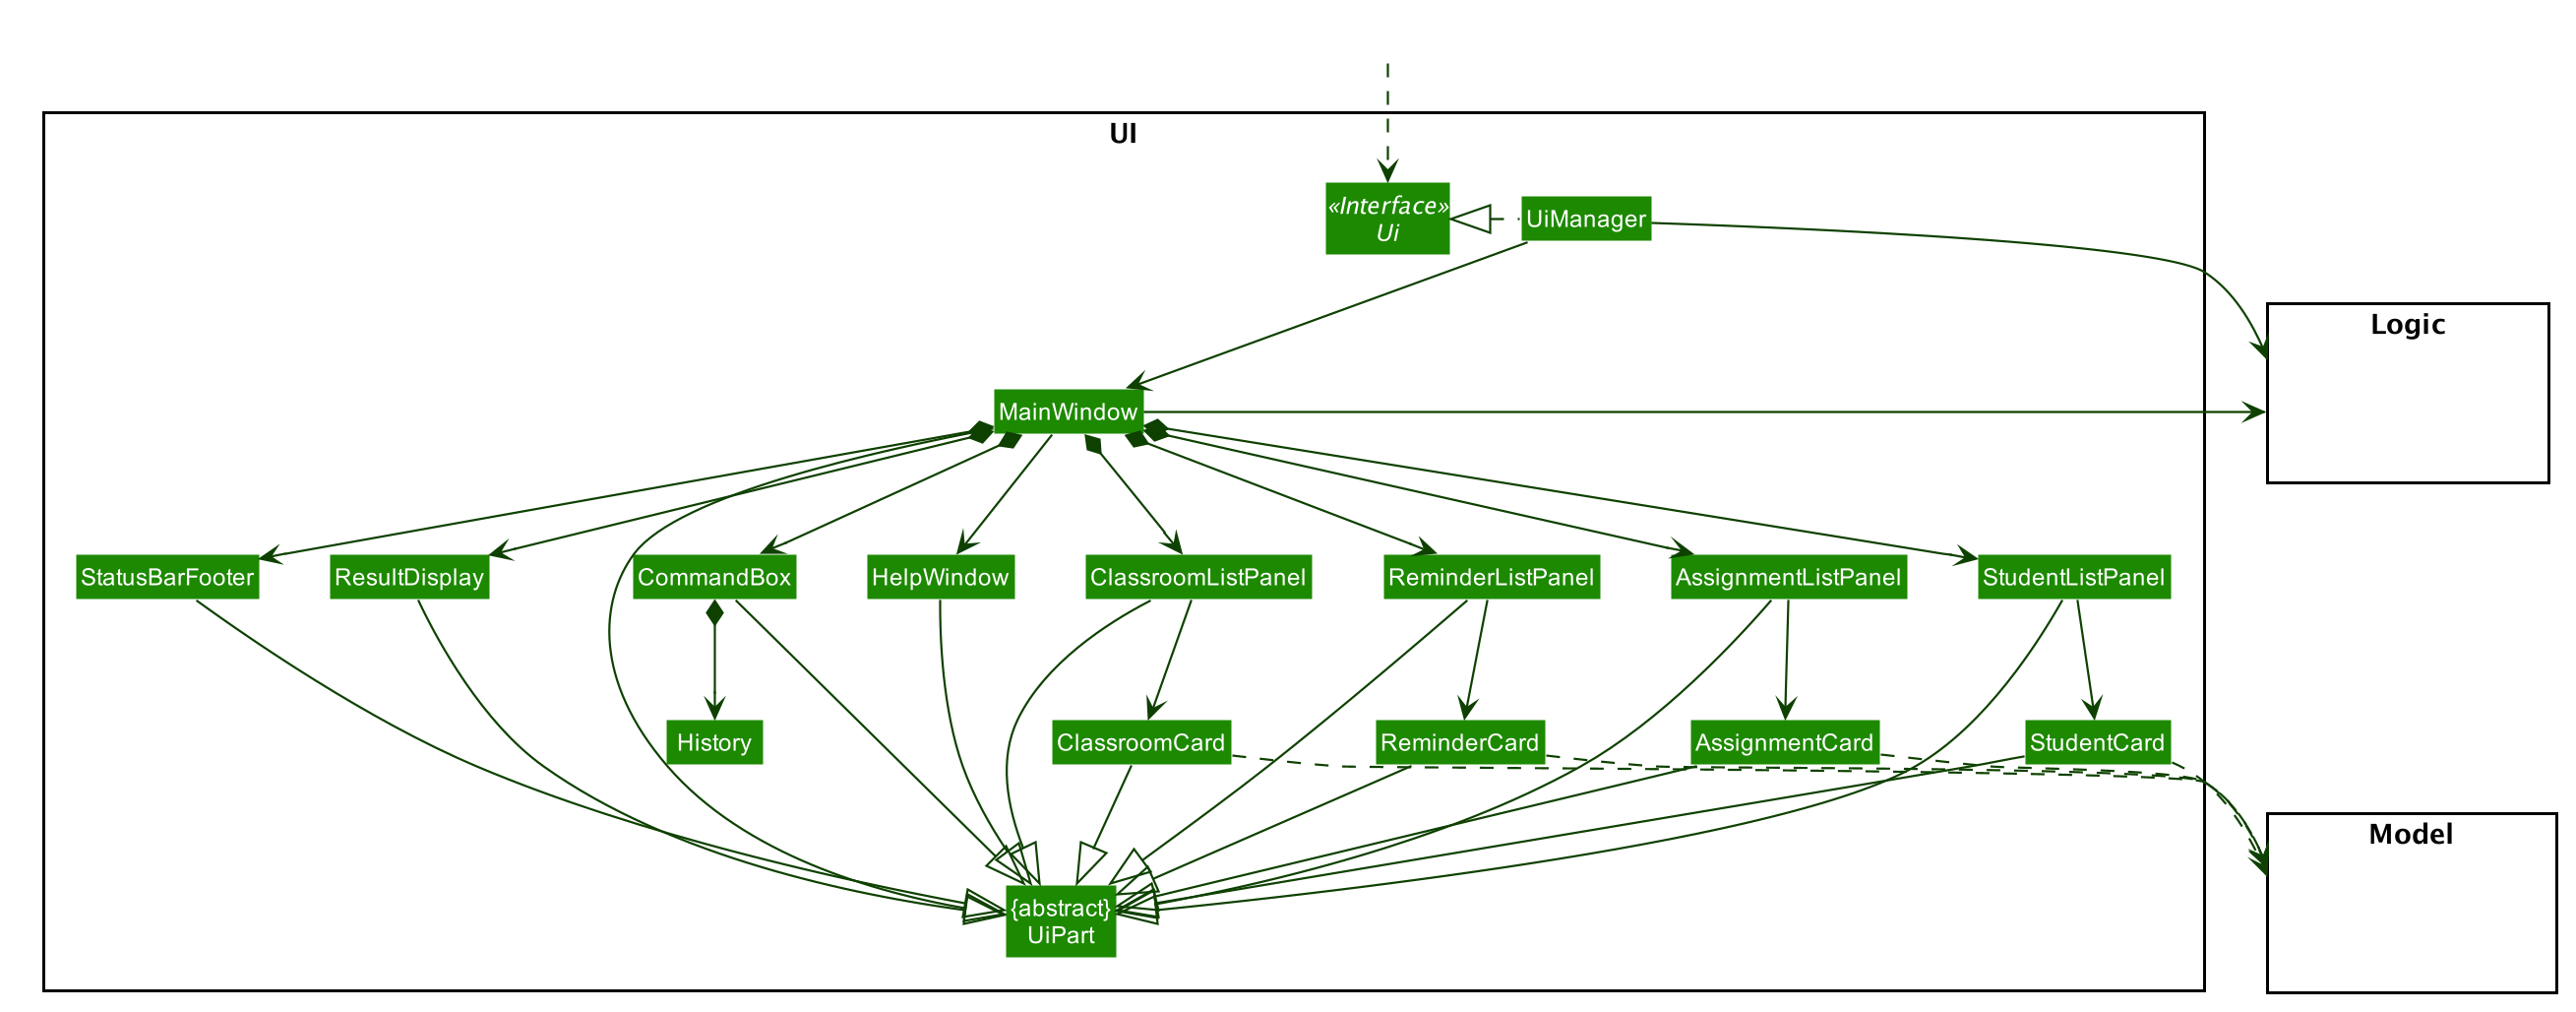 UI
«Interface»
Ui
UiManager
Logic
MainWindow
StatusBarFooter
ResultDisplay
CommandBox
HelpWindow
ClassroomListPanel
ReminderListPanel
AssignmentListPanel
StudentListPanel
History
ClassroomCard
ReminderCard
AssignmentCard
StudentCard
Model
{abstract}
UiPart